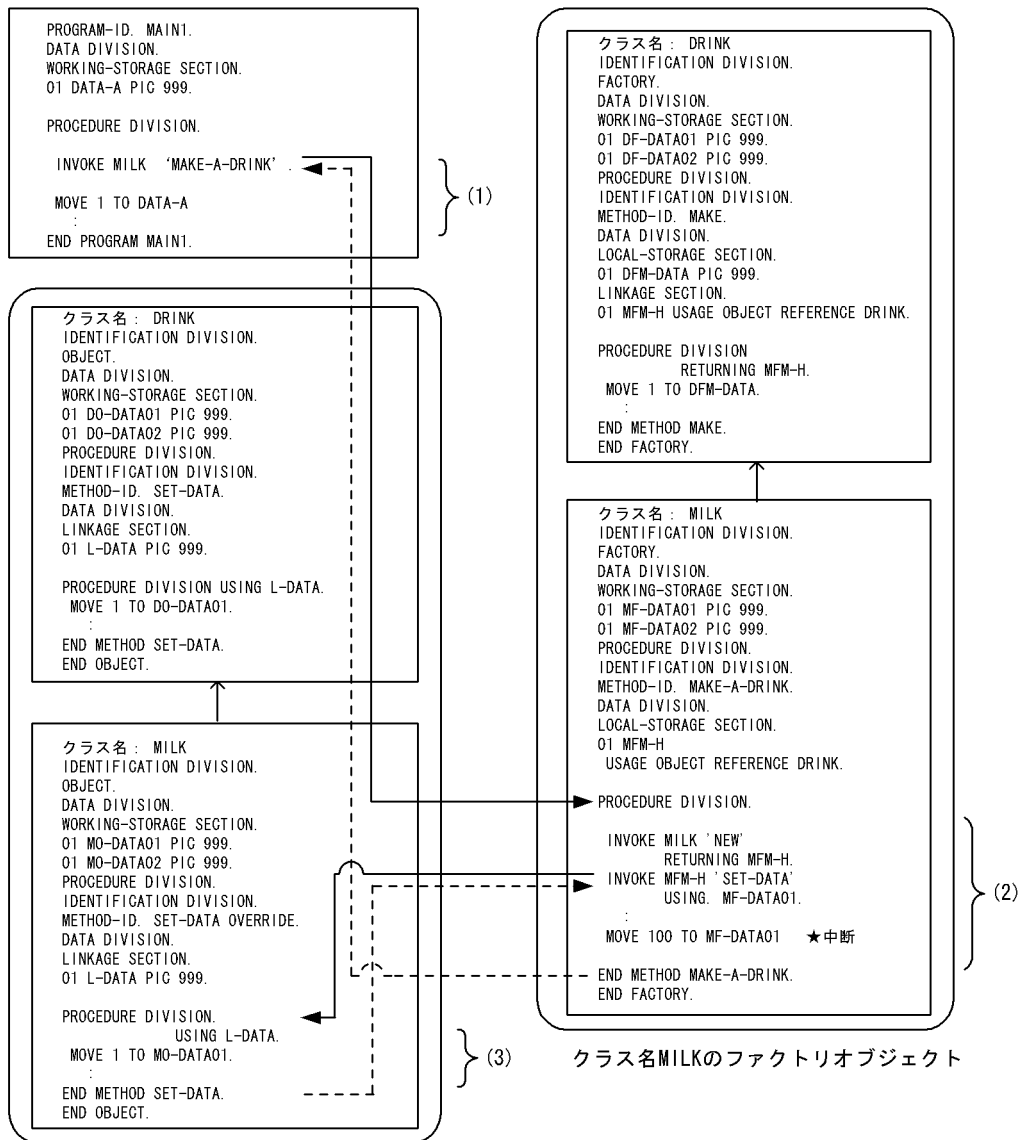 PROGRAM-ID. MAIN1.
DATA DIVISION.
WORKING-STORAGE SECTION.
01 DATA-A PIC 999.
PROCEDURE DIVISION.
INVOKE MILK 'MAKE-A-DRINK'.
MOVE 1 TO DATA-A
:
END PROGRAM MAIN1.
(1)
クラス名: DRINK
IDENTIFICATION DIVISION.
OBJECT.
DATA DIVISION.
WORKING-STORAGE SECTION.
01 DO-DATA01 PIC 999.
01 DO-DATA02 PIC 999.
PROCEDURE DIVISION.
IDENTIFICATION DIVISION.
METHOD-ID. SET-DATA.
DATA DIVISION.
LINKAGE SECTION.
01 L-DATA PIC 999.
PROCEDURE DIVISION USING L-DATA.
MOVE 1 TO DO-DATA01.
:
END METHOD SET-DATA.
END OBJECT.
クラス名: MILK
IDENTIFICATION DIVISION.
OBJECT.
DATA DIVISION.
WORKING-STORAGE SECTION.
01 MO-DATA01 PIC 999.
01 MO-DATA02 PIC 999.
PROCEDURE DIVISION.
IDENTIFICATION DIVISION.
METHOD-ID. SET-DATA OVERRIDE.
DATA DIVISION.
LINKAGE SECTION.
01 L-DATA PIC 999.
PROCEDURE DIVISION.
USING L-DATA.
MOVE 1 TO MO-DATA01.
:
END METHOD SET-DATA.
END OBJECT.
(3)
クラス名: DRINK
IDENTIFICATION DIVISION.
FACTORY.
DATA DIVISION.
WORKING-STORAGE SECTION.
01 DF-DATA01 PIC 999.
01 DF-DATA02 PIC 999.
PROCEDURE DIVISION.
IDENTIFICATION DIVISION.
METHOD-ID. MAKE.
DATA DIVISION.
LOCAL-STORAGE SECTION.
01 DFM-DATA PIC 999.
LINKAGE SECTION.
01 MFM-H USAGE OBJECT REFERENCE DRINK.
PROCEDURE DIVISION
RETURNING MFM-H.
MOVE 1 TO DFM-DATA.
:
END METHOD MAKE.
END FACTORY.
クラス名: MILK
IDENTIFICATION DIVISION.
FACTORY.
DATA DIVISION.
WORKING-STORAGE SECTION.
01 MF-DATA01 PIC 999.
01 MF-DATA02 PIC 999.
PROCEDURE DIVISION.
IDENTIFICATION DIVISION.
METHOD-ID. MAKE-A-DRINK.
DATA DIVISION.
LOCAL-STORAGE SECTION.
01 MFM-H
USAGE OBJECT REFERENCE DRINK.
PROCEDURE DIVISION.
INVOKE MILK 'NEW'
RETURNING MFM-H.
INVOKE MFM-H 'SET-DATA'
USING. MF-DATA01.
:
MOVE 100 TO MF-DATA01 ★中断
END METHOD MAKE-A-DRINK.
END FACTORY.
(2)
クラス名MILKのファクトリオブジェクト